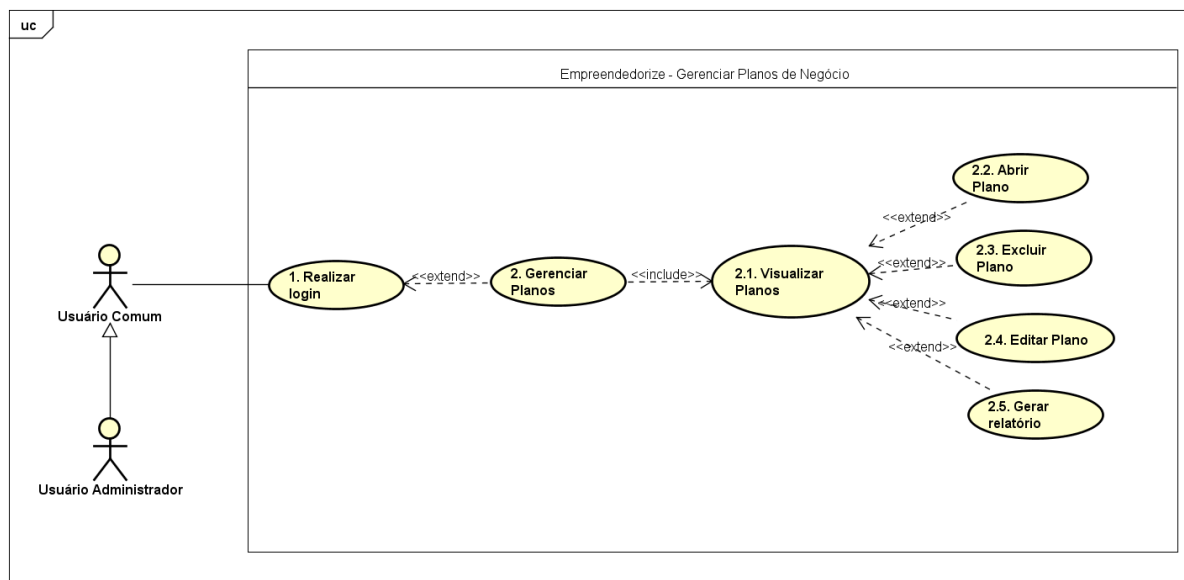 uc
Empreendedorize - Gerenciar Planos de Negócio
2.2. Abrir
Plano
<<extend>>
2.3. Excluir
Plano
<<extend>>
1. Realizar
login
<<extend>>
2. Gerenciar
Planos
<<include>>
2.1. Visualizar
Planos
<<extend>>
2.4. Editar Plano
<<extend>>
2.5. Gerar
relatório
Usuário Comum
Usuário Administrador